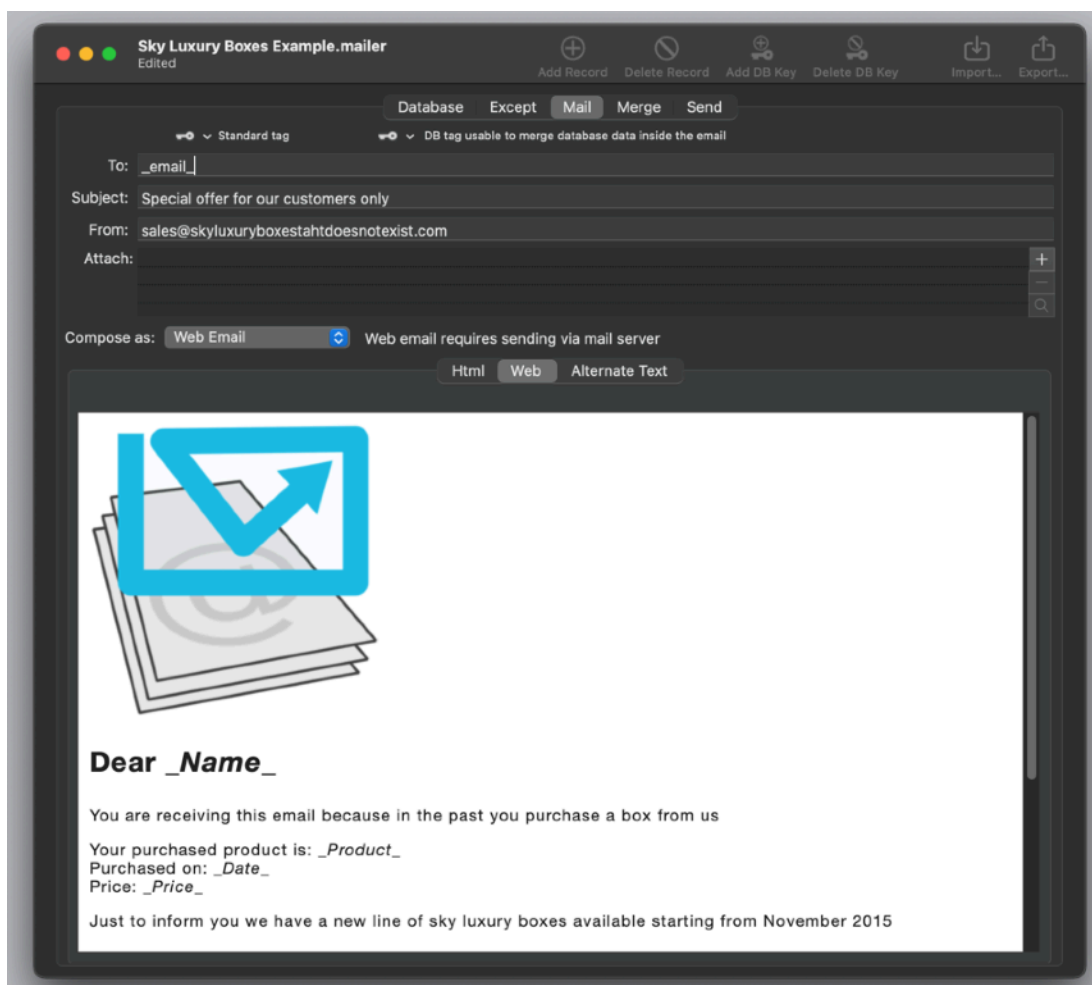 Sky Luxury Boxes Example.mailer
Edited
Add Record Delete Record Add DB Key Delete DB Key Import... Export...
Database Except Mail Merge Send
Standard tag DB tag usable to merge database data inside the email
To: _email_
Subject: Special offer for our customers only
From: sales@skyluxuryboxestahtdoesnotexist.com
Attach:
Compose as: Web Email Web email requires sending via mail server
Html Web Alternate Text
@
Dear _Name_
You are receiving this email because in the past you purchase a box from us
Your purchased product is: _Product_
Purchased on: _Date_
Price: _Price_
Just to inform you we have a new line of sky luxury boxes available starting from November 2015